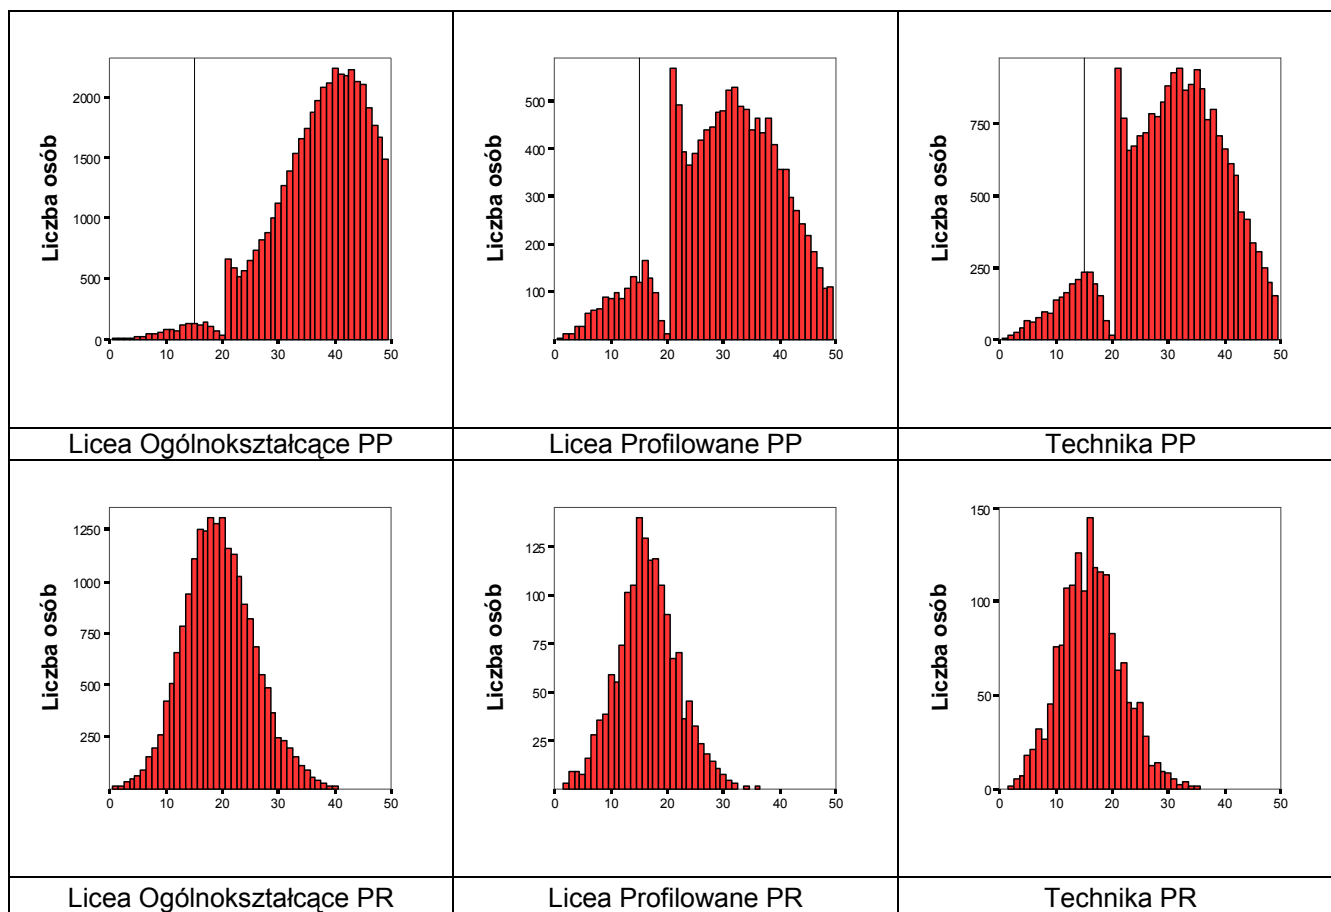 Liczba osób
2000
1500
1000
500
0
0 10 20 30 40 50
Licea Ogólnokształcące PP
Liczba osób
500
400
300
200
100
0 10 20 30 40 50
Licea Profilowane PP
Liczba osób
750
500
250
0
0 10 20 30 40 50
Technika PP
Liczba osób
1250
1000
750
500
250
0 10 20 30 40 50
Licea Ogólnokształcące PR
Liczba osób
125
100
75
50
25
0 10 20 30 40 50
Licea Profilowane PR
Liczba osób
150
100
50
0
0 10 20 30 40 50
Technika PR